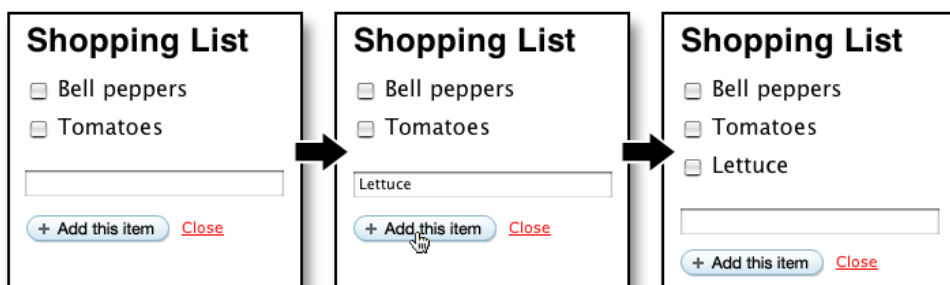 Shopping List
Bell peppers
Tomatoes
+ Add this item Close
Shopping List
Bell peppers
Tomatoes
Lettuce
+ Add this item Close
Shopping List
Bell peppers
Tomatoes
Lettuce
+ Add this item Close